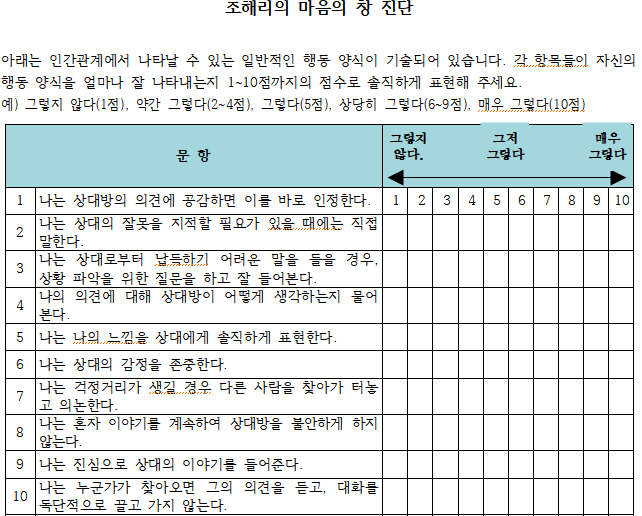 조해리의 마음의 창 진단
아래는 인간관계에서 나타날 수 있는 일반적인 행동 양식이 기술되어 있습니다. 각 항목들이 자신의
행동 양식을 얼마나 잘 나타내는지 1~10점까지의 점수로 솔직하게 표현해 주세요.
예) 그렇지 않다(1점), 약간 그렇다(2~4점), 그렇다(5점), 상당히 그렇다(6~9점), 매우 그렇다(10점)
문 항
그렇지 그저 매우
않다. 그렇다 그렇다
1 나는 상대방의 의견에 공감하면 이를 바로 인정한다. 1 2 3 4 5 6 7 8 9 10
2 나는 상대의 잘못을 지적할 필요가 있을 때에는 직접
말한다.
3 나는 상대로부터 납득하기 어려운 말을 들을 경우,
상황 파악을 위한 질문을 하고 잘 들어본다.
4 나의 의견에 대해 상대방이 어떻게 생각하는지 물어
본다.
5 나는 나의 느낌을 상대에게 솔직하게 표현한다.
6 나는 상대의 감정을 존중한다.
7 나는 걱정거리가 생길 경우 다른 사람을 찾아가 터놓
고 의논한다.
8 나는 혼자 이야기를 계속하여 상대방을 불안하게 하지
않는다.
9 나는 진심으로 상대의 이야기를 들어준다.
10 나는 누군가가 찾아오면 그의 의견을 듣고, 대화를
독단적으로 끌고 가지 않는다.